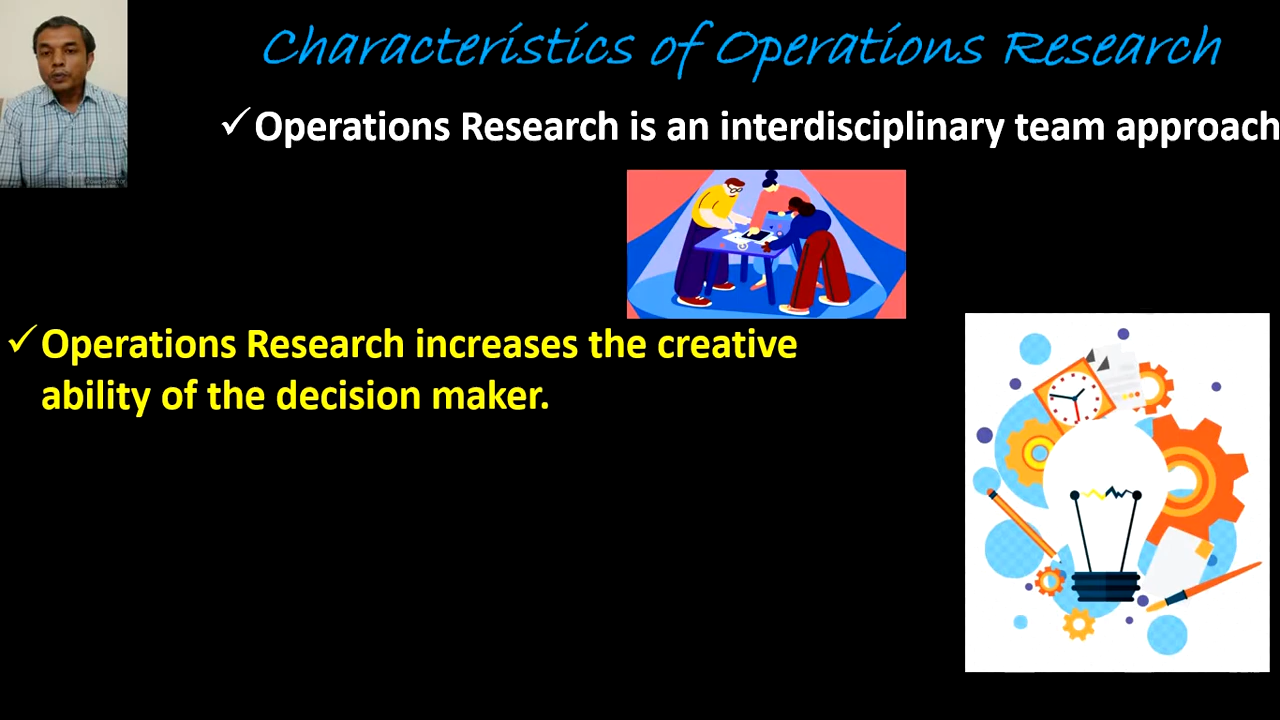 Characteristics of Operations Research
✓Operations Research is an interdisciplinary team approach
✓Operations Research increases the creative
ability of the decision maker.
PowerDirector